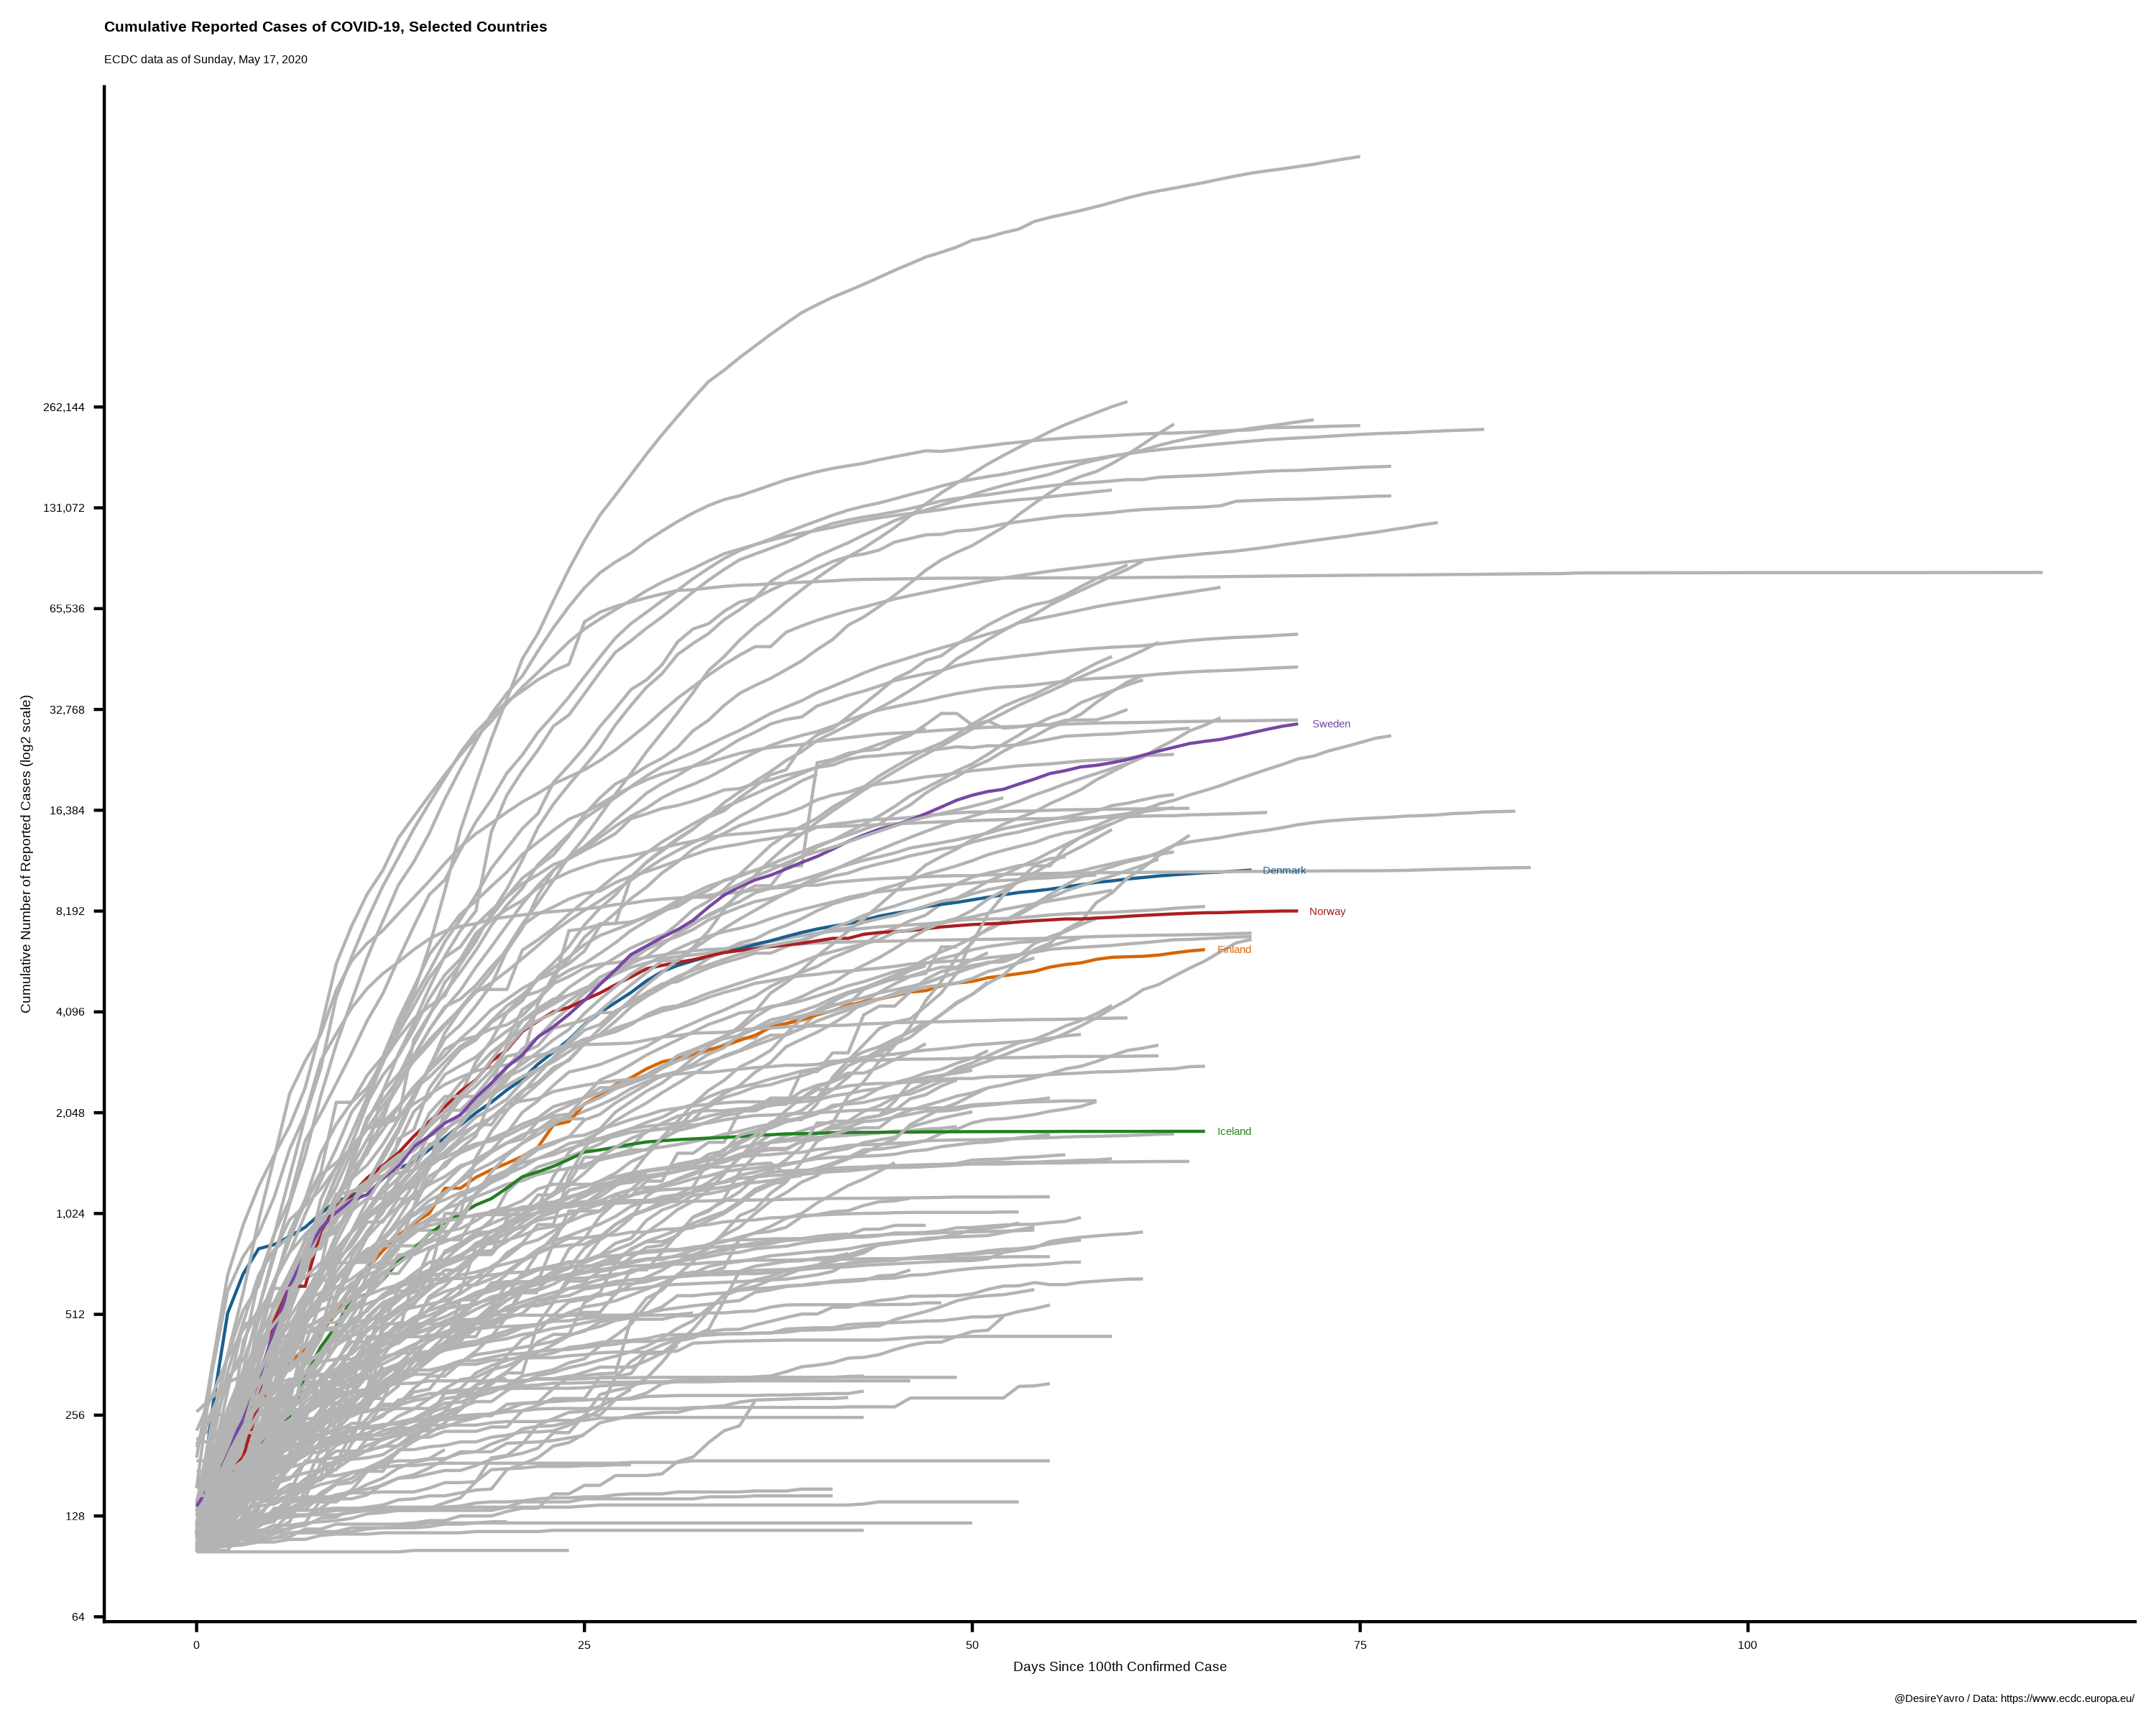 Cumulative Reported Cases of COVID-19, Selected Countries
ECDC data as of Sunday, May 17, 2020
Cumulative Number of Reported Cases (log2 scale)
262,144
131,072
65,536
32,768
16,384
8,192
4,096
2,048
1,024
512
256
128
64
Sweden
Denmark
Norway
Finland
Iceland
0
25
50
75
100
Days Since 100th Confirmed Case
@DesireYavro / Data: https://www.ecdc.europa.eu/